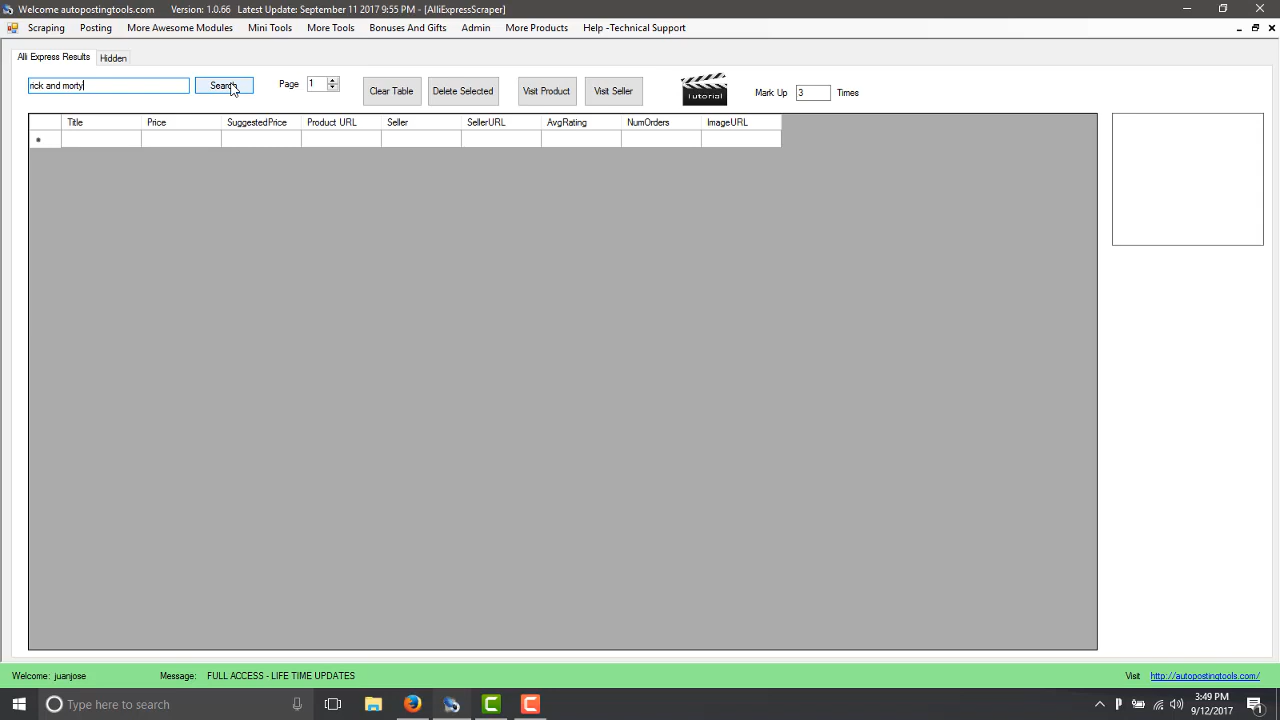 Welcome autopostingtools.com Version: 1.0.66 Latest Update: September 11 2017 9:55 PM - [AlliExpressScraper]
Scraping Posting More Awesome Modules Mini Tools More Tools Bonuses And Gifts Admin More Products Help -Technical Support
Alli Express Results Hidden
rick and morty Search Page 1 Clear Table Delete Selected Visit Product Visit Seller Tutorial Mark Up 3 Times
Title Price SuggestedPrice Product URL Seller SellerURL AvgRating NumOrders ImageURL
Welcome: juanjose Message: FULL ACCESS - LIFE TIME UPDATES Visit http://autopostingtools.com/
Type here to search 3:49 PM
9/12/2017